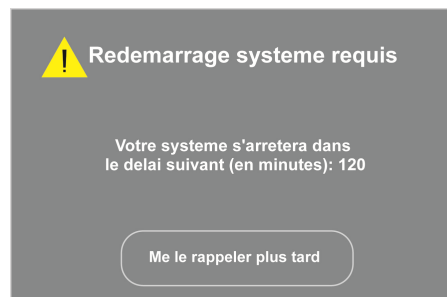 Redemarrage systeme requis
Votre systeme s'arretera dans
le delai suivant (en minutes): 120
Me le rappeler plus tard